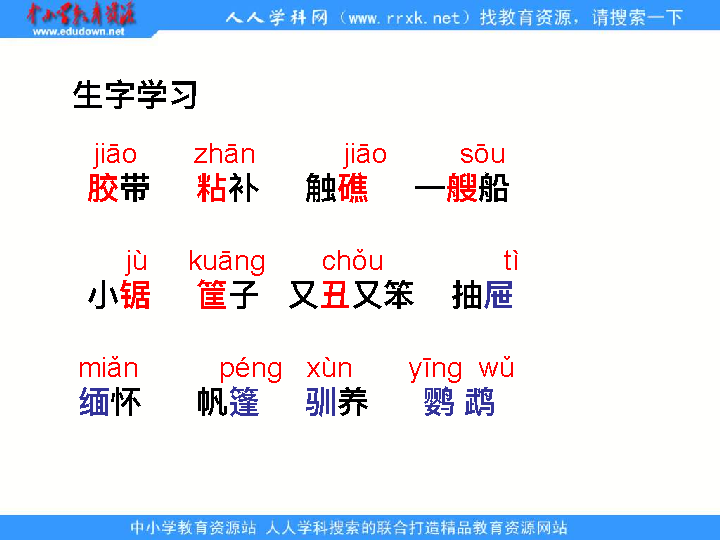 中小学教育资源
www.edudown.net
人人学科网（www.rrxk.net）找教育资源，请搜索一下
生字学习
jiāo zhān jiāo sōu
胶带 粘补 触礁 一艘船
jù kuāng chǒu tì
小锯 筐子 又丑又笨 抽屉
miǎn péng xùn yīng wǔ
缅怀 帆篷 驯养 鹦 鹉
中小学教育资源站 人人学科搜索的联合打造精品教育资源网站